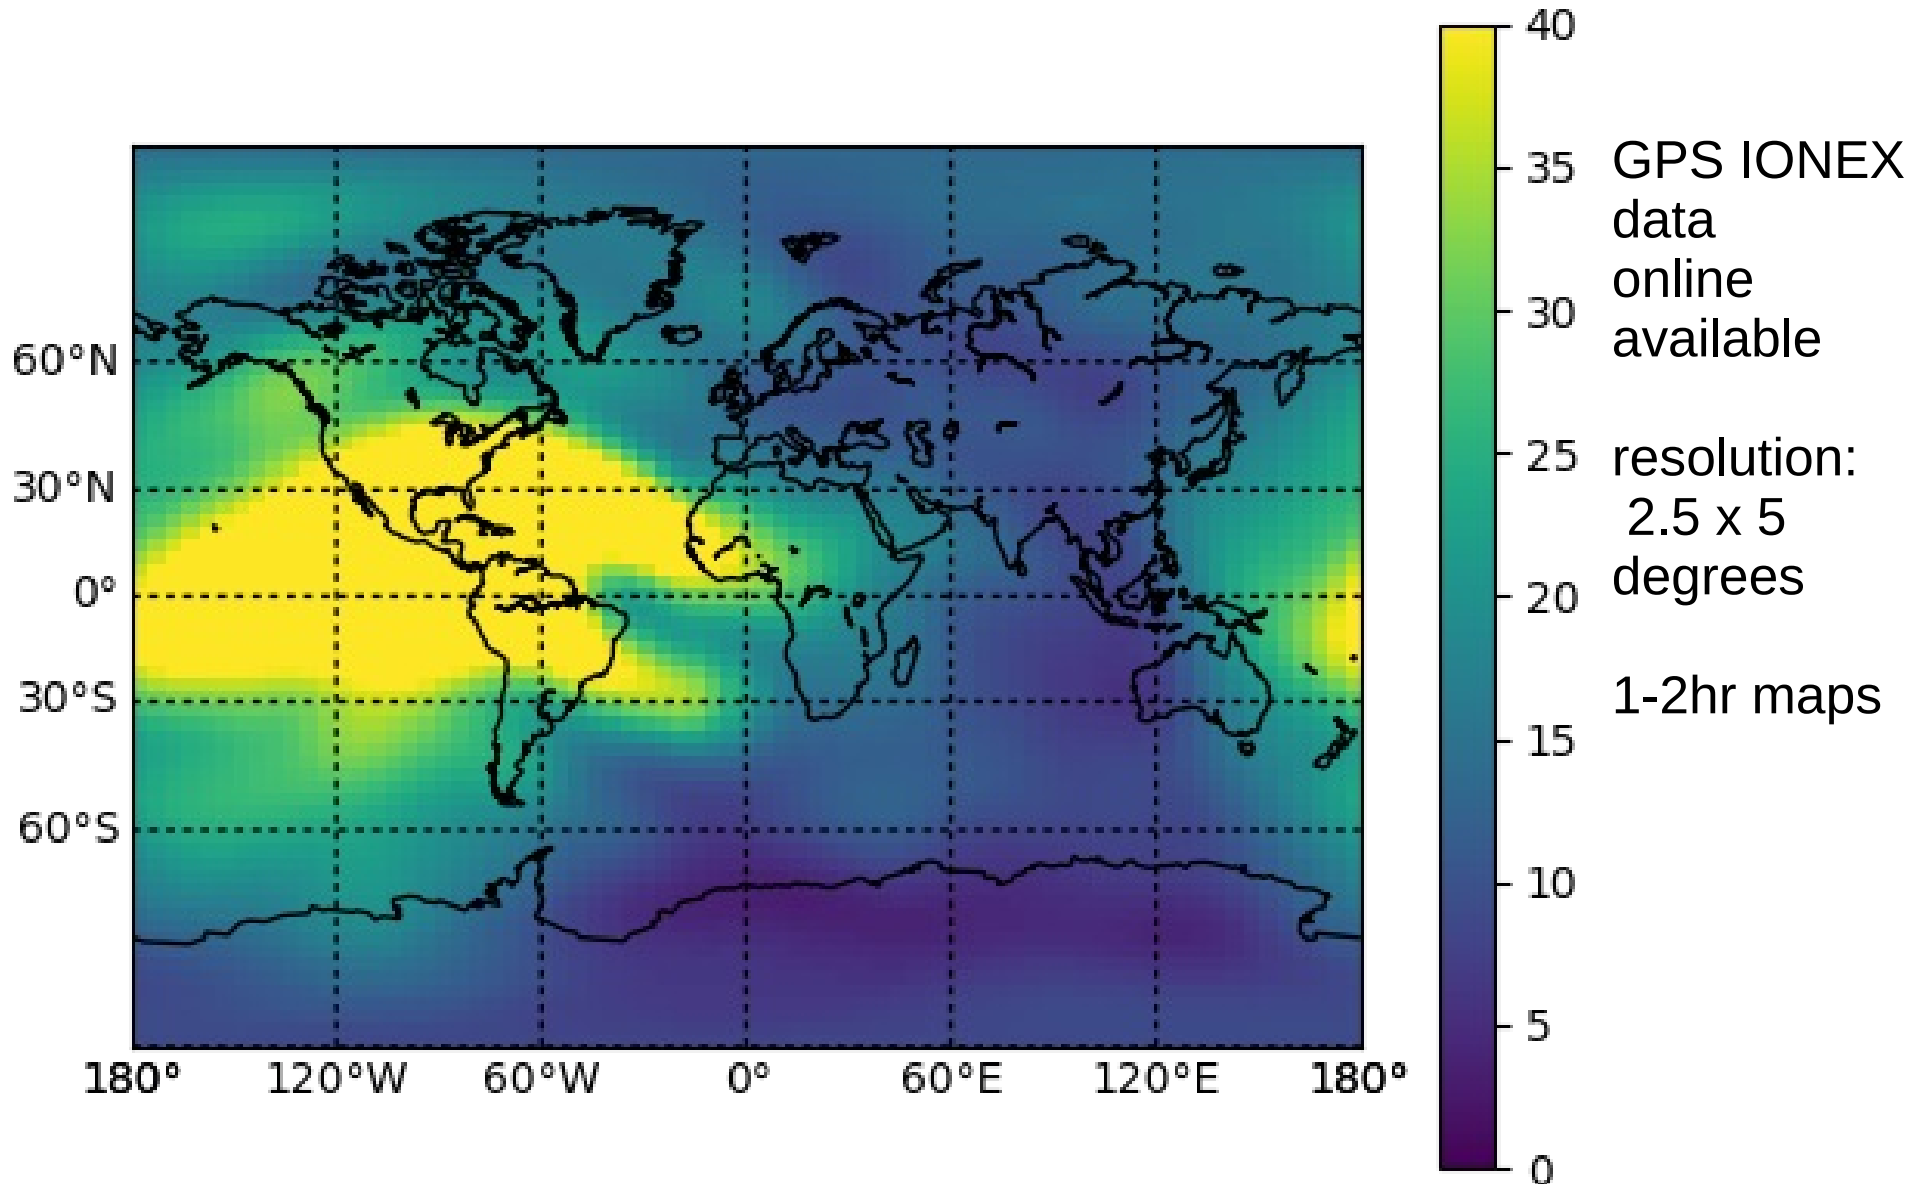 40
35
30
25
20
15
10
5
0
GPS IONEX
data
online
available
resolution:
2.5 x 5
degrees
1-2hr maps
60°N
30°N
0°
30°S
60°S
180° 120°W 60°W 0° 60°E 120°E 180°